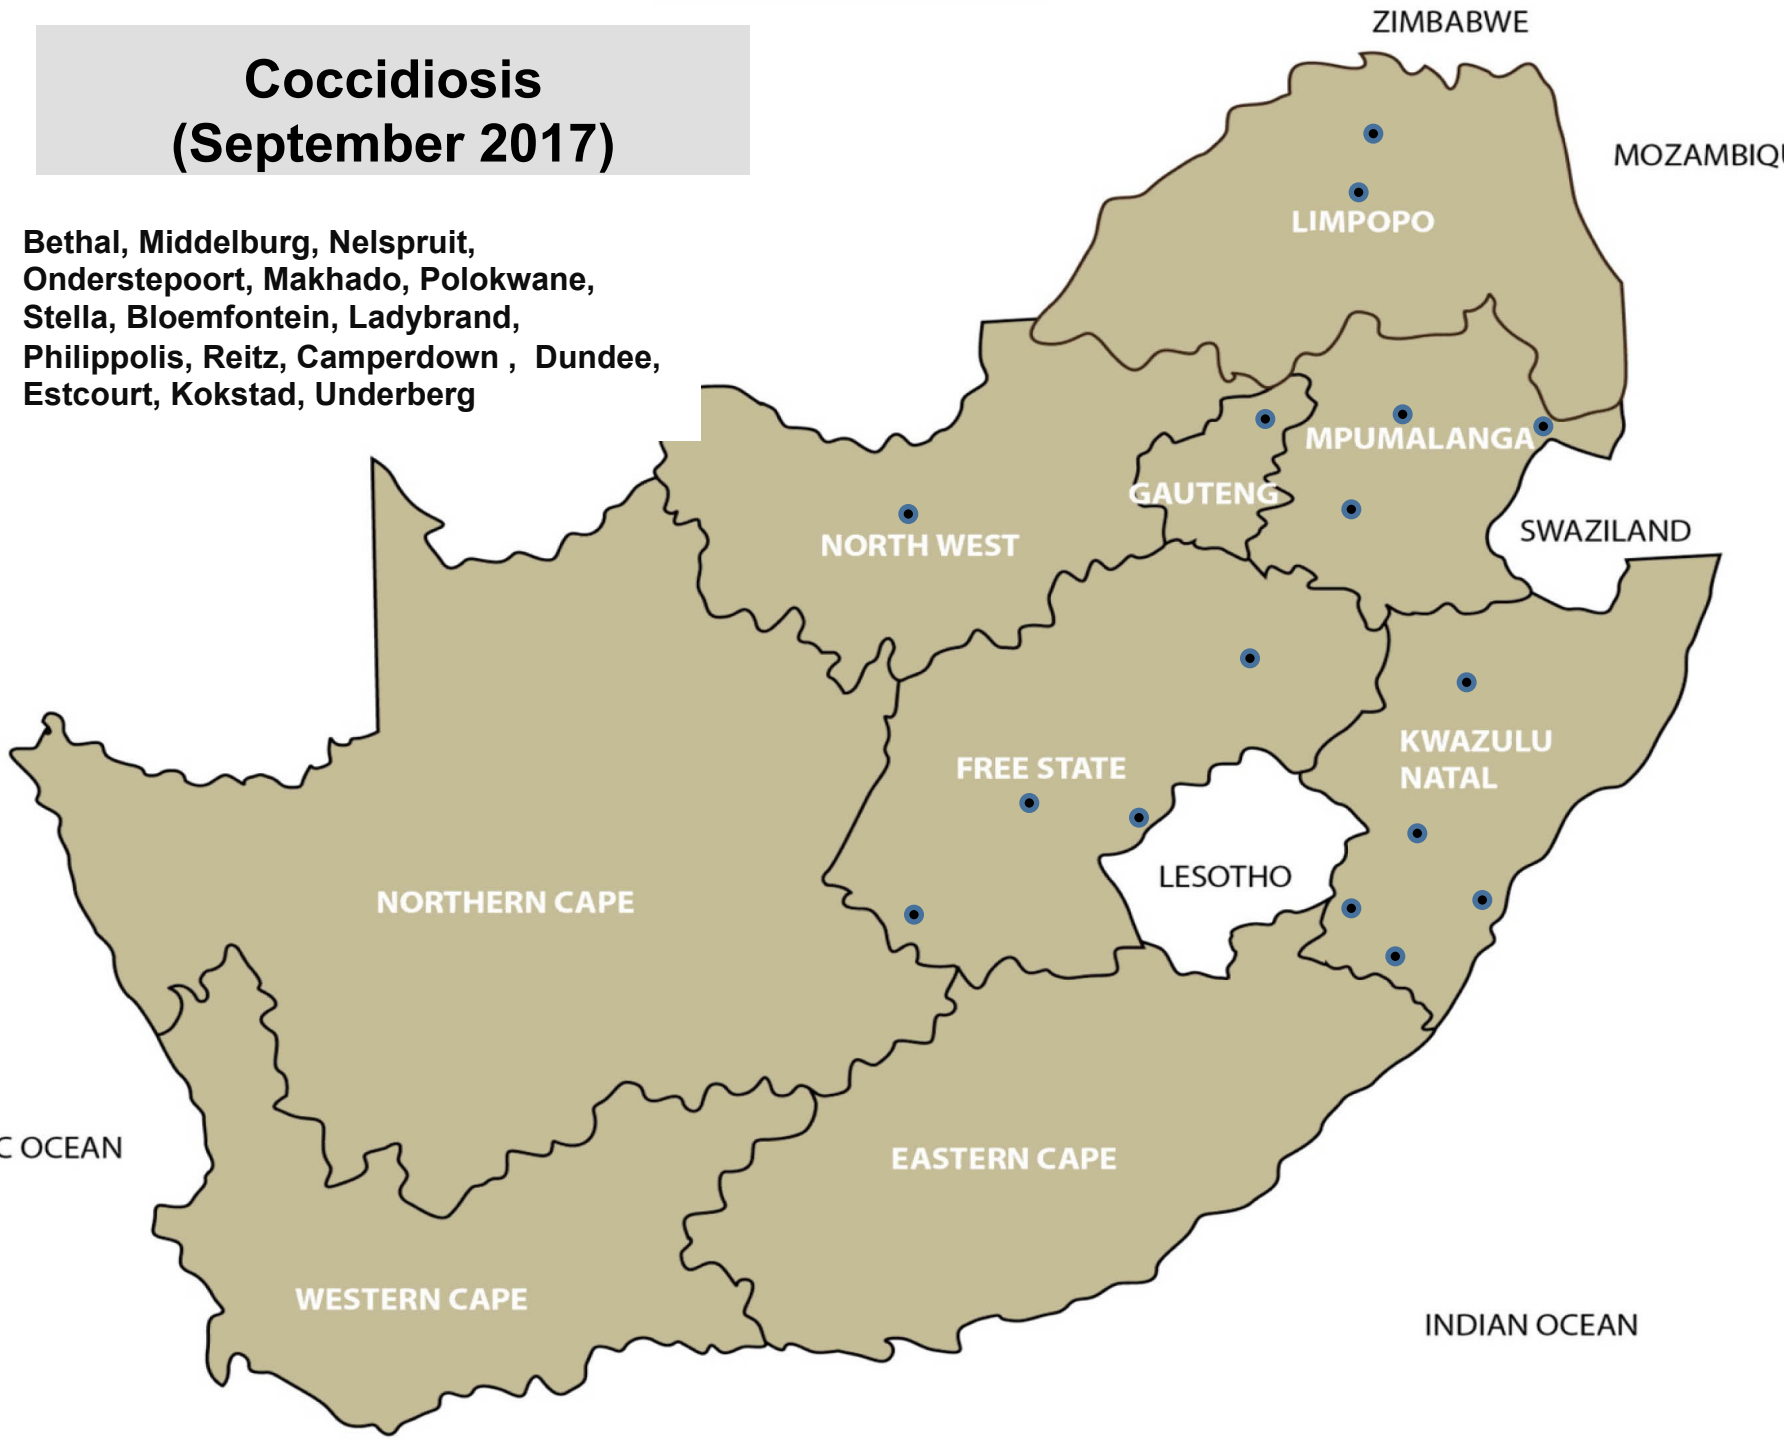 Coccidiosis
(September 2017)
Bethal, Middelburg, Nelspruit,
Onderstepoort, Makhado, Polokwane,
Stella, Bloemfontein, Ladybrand,
Philippolis, Reitz, Camperdown , Dundee,
Estcourt, Kokstad, Underberg
ZIMBABWE
MOZAMBIQU
LIMPOPO
MPUMALANGA
GAUTENG
SWAZILAND
NORTH WEST
KWAZULU
NATAL
FREE STATE
LESOTHO
NORTHERN CAPE
C OCEAN
EASTERN CAPE
WESTERN CAPE
INDIAN OCEAN